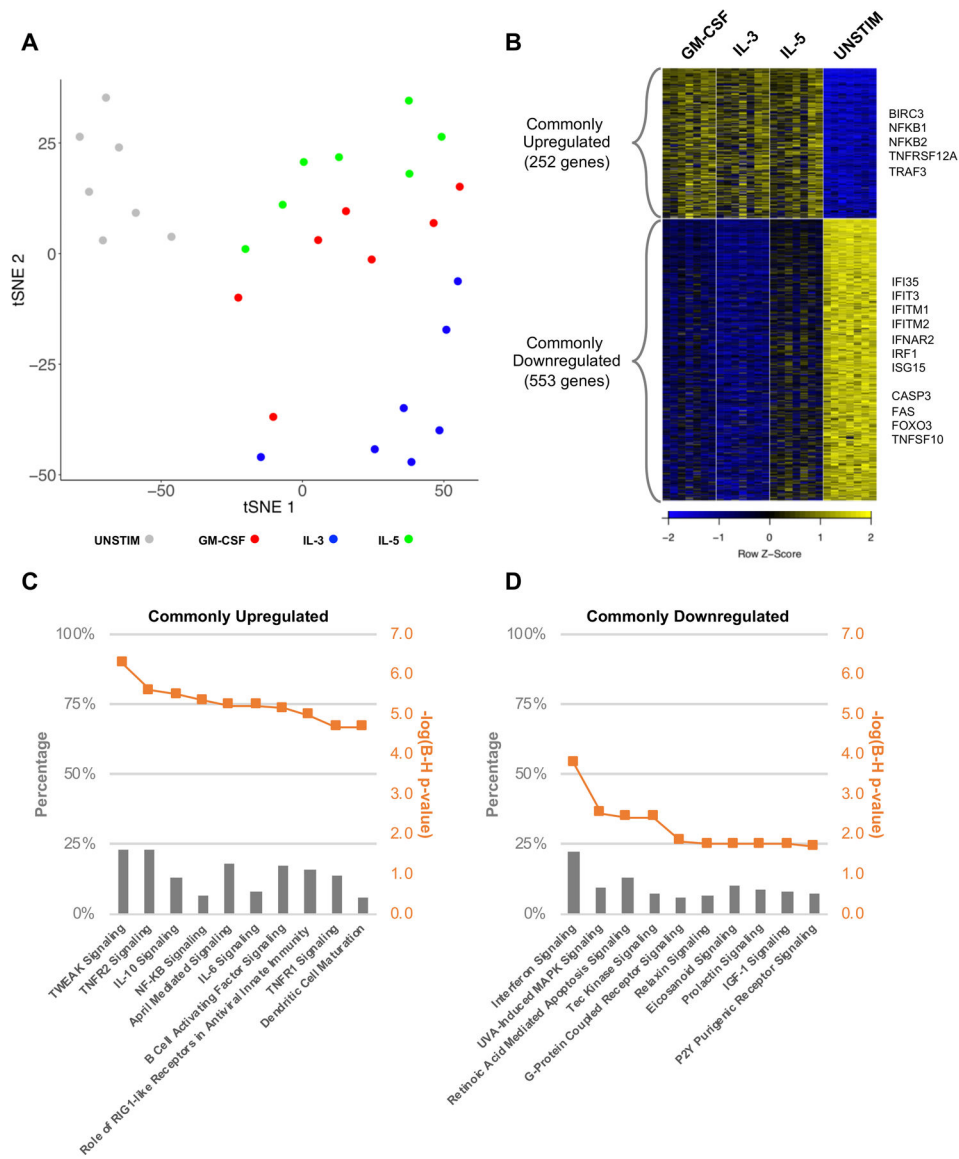 A
tSNE 2
25
0
−25
−50
−50
0
50
tSNE 1
UNSTIM
GM-CSF
IL-3
IL-5
B
GM-CSF
IL-3
IL-5
UNSTIM
Commonly
Upregulated
(252 genes)
BIRC3
NFKB1
NFKB2
TNFRSF12A
TRAF3
Commonly
Downregulated
(553 genes)
IFI35
IFIT3
IFITM1
IFITM2
IFNAR2
IRF1
ISG15
CASP3
FAS
FOXO3
TNFSF10
−2
−1
0
1
2
Row Z−Score
C
Commonly Upregulated
Percentage
100%
75%
50%
25%
0%
7.0
6.0
5.0
4.0
3.0
2.0
1.0
0.0
-log(B-H p-value)
TWEAK Signaling
TNFR2 Signaling
IL-10 Signaling
NF-KB Signaling
April Mediated Signaling
IL-6 Signaling
B Cell Activating Factor Signaling
Role of RIG1-like Receptors in Antiviral Innate Immunity
TNFR1 Signaling
Dendritic Cell Maturation
D
Commonly Downregulated
Percentage
100%
75%
50%
25%
0%
7.0
6.0
5.0
4.0
3.0
2.0
1.0
0.0
-log(B-H p-value)
Interferon Signaling
UVA-Induced MAPK Signaling
Retinoic Acid Mediated Apoptosis Signaling
Tec Kinase Signaling
G-Protein Coupled Receptor Signaling
Relaxin Signaling
Eicosanoid Signaling
Prolactin Signaling
IGF-1 Signaling
P2Y Purigenic Receptor Signaling